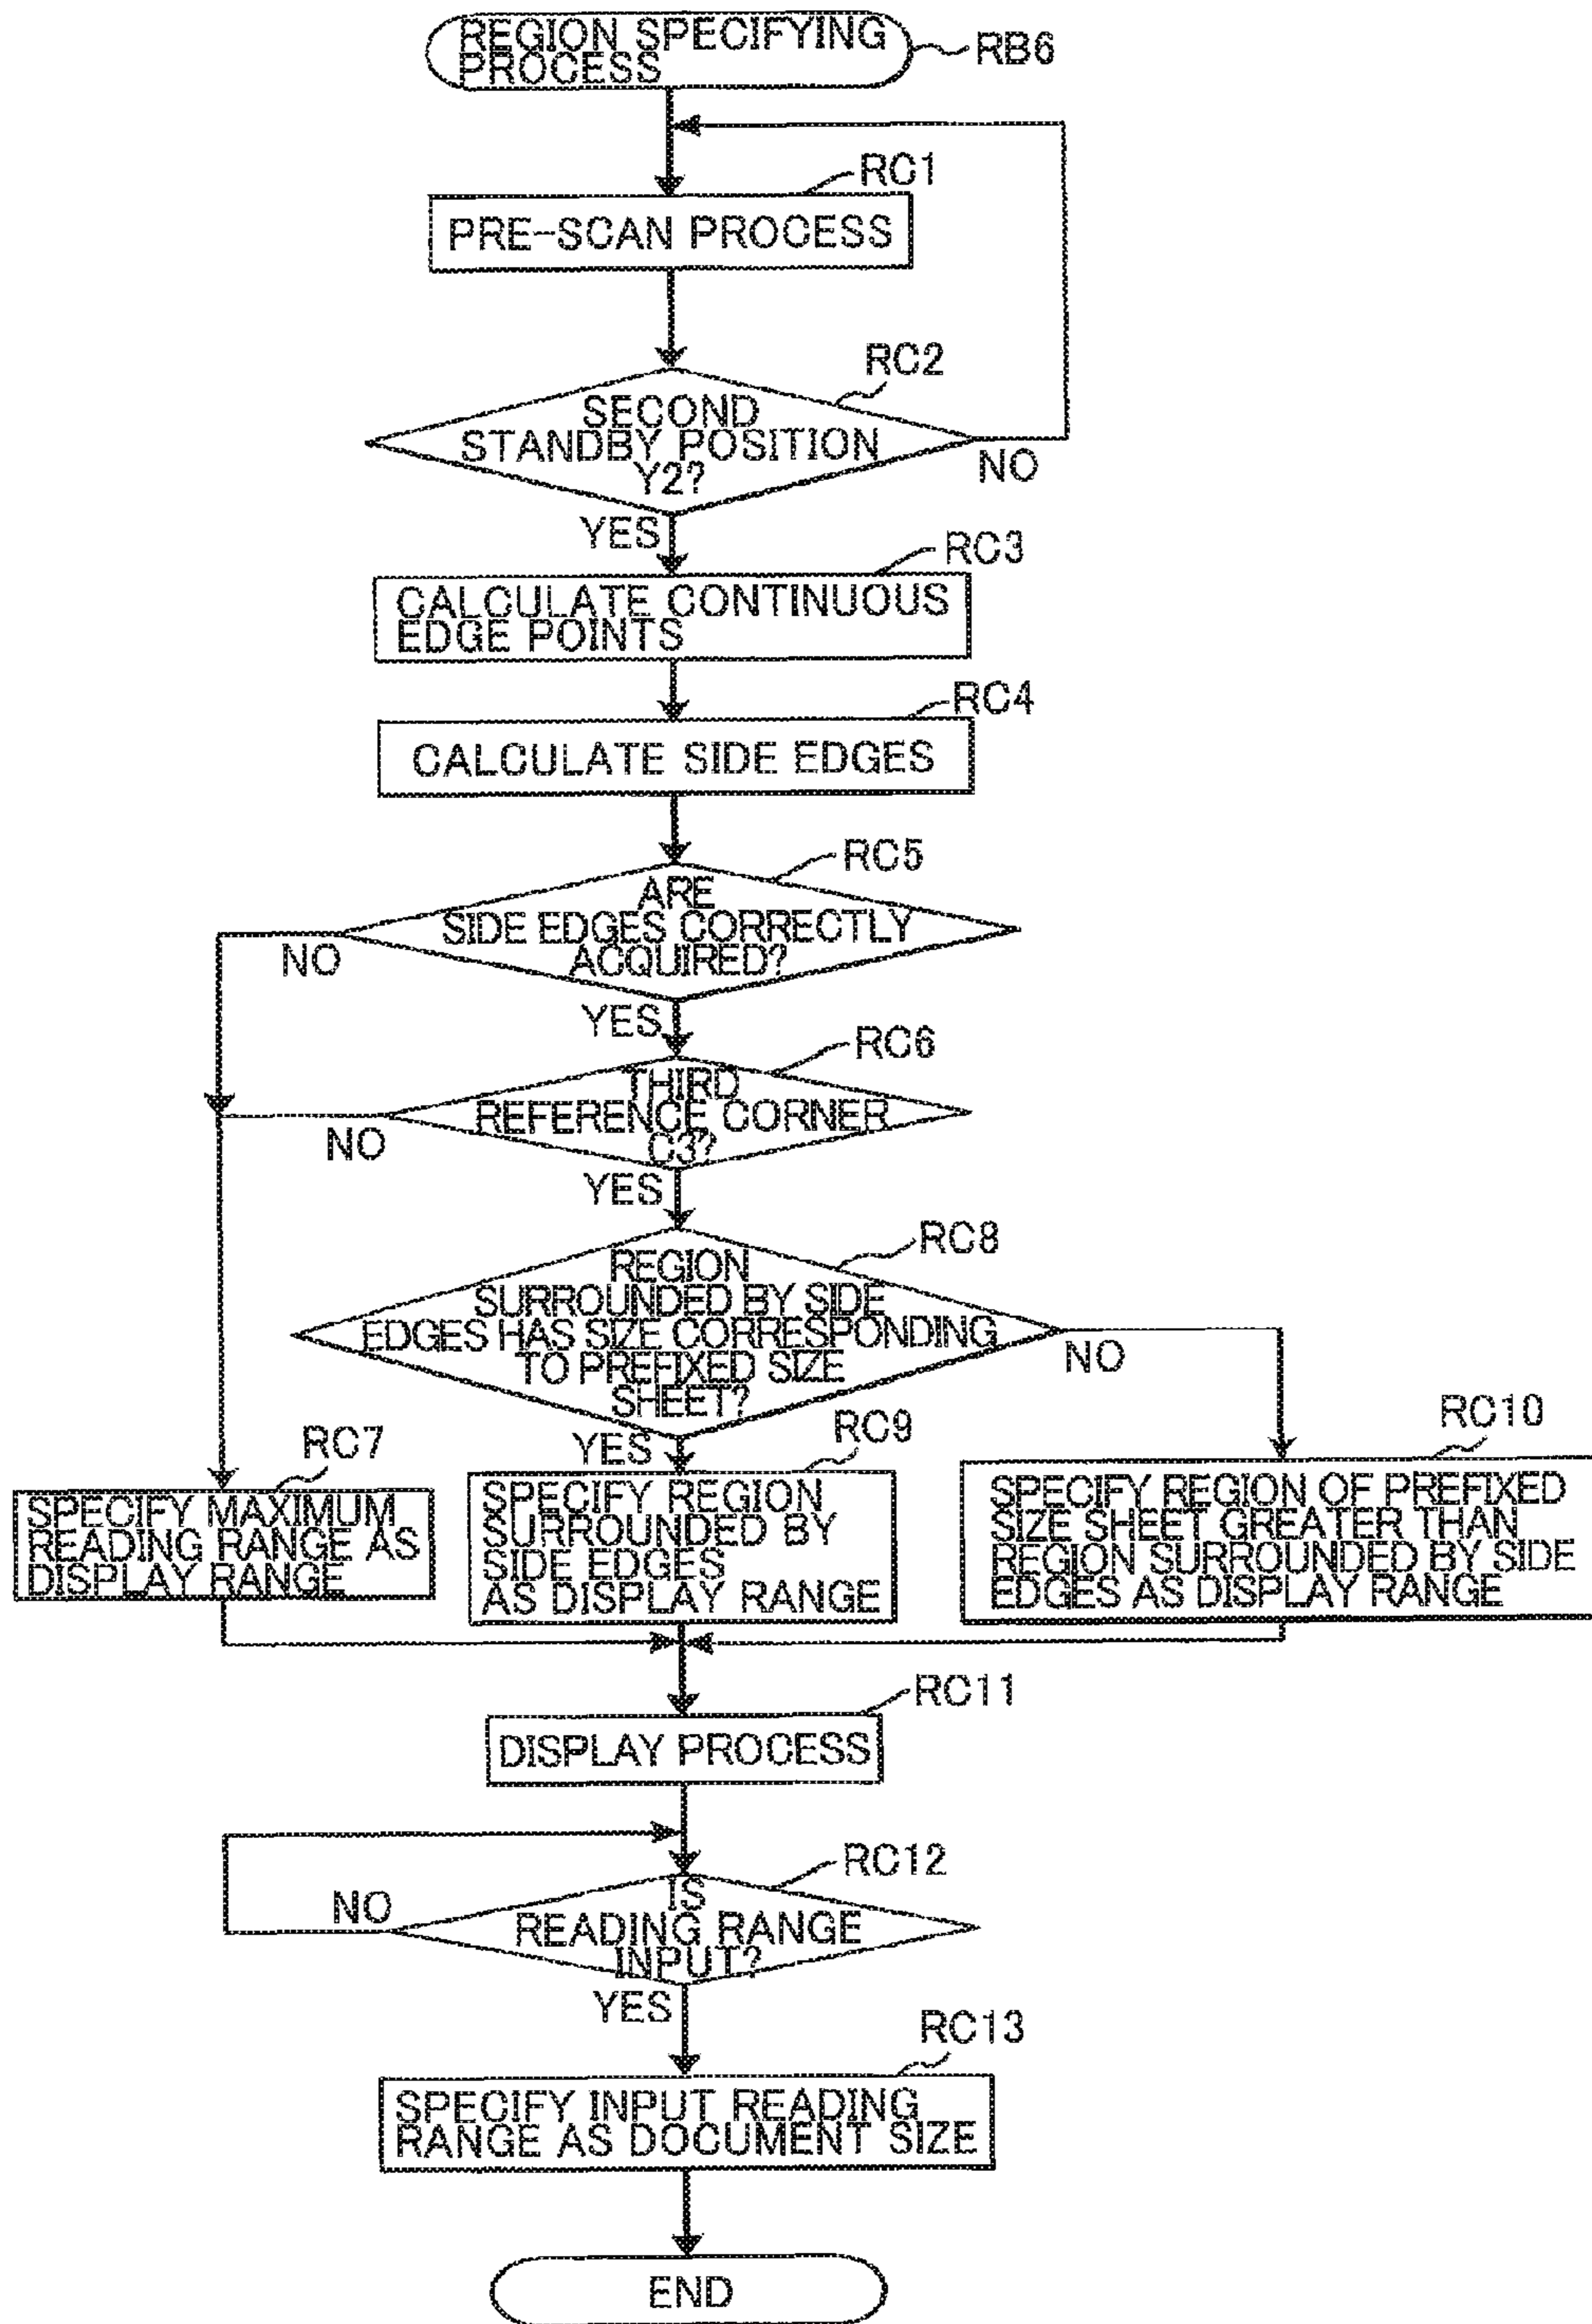 REGION SPECIFYING
PROCESS
RB6
RC1
PRE-SCAN PROCESS
RC2
SECOND
STANDBY POSITION
Y2?
NO
YES
RC3
CALCULATE CONTINUOUS
EDGE POINTS
RC4
CALCULATE SIDE EDGES
RC5
ARE
SIDE EDGES CORRECTLY
ACQUIRED?
NO
YES
RC6
THIRD
REFERENCE CORNER
C3?
NO
YES
RC8
REGION
SURROUNDED BY SIDE
EDGES HAS SIZE CORRESPONDING
TO PREFIXED SIZE
SHEET?
NO
YES
RC7
SPECIFY MAXIMUM
READING RANGE AS
DISPLAY RANGE
RC9
SPECIFY REGION
SURROUNDED BY
SIDE EDGES
AS DISPLAY RANGE
RC10
SPECIFY REGION OF PREFIXED
SIZE SHEET GREATER THAN
REGION SURROUNDED BY SIDE
EDGES AS DISPLAY RANGE
RC11
DISPLAY PROCESS
RC12
IS
READING RANGE
INPUT?
NO
YES
RC13
SPECIFY INPUT READING
RANGE AS DOCUMENT SIZE
END